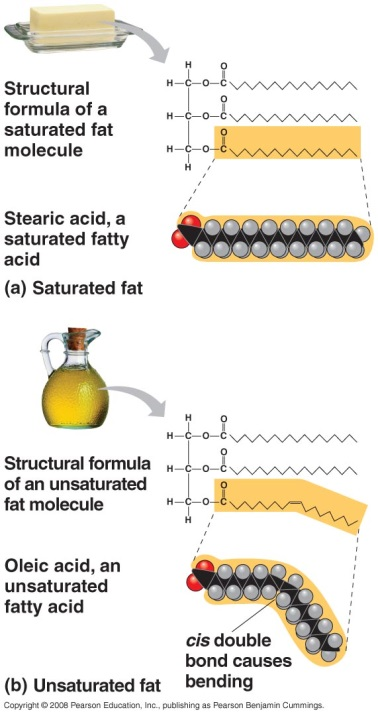 Structural
formula of a
saturated fat
molecule
H O
H—C—O—C
O
H—C—O—C
O
H—C—O—C
H
Stearic acid, a
saturated fatty
acid
(a) Saturated fat
H O
H—C—O—C
O
H—C—O—C
O
H—C—O—C
H
Structural formula
of an unsaturated
fat molecule
Oleic acid, an
unsaturated
fatty acid
cis double
bond causes
bending
(b) Unsaturated fat
Copyright © 2008 Pearson Education, Inc., publishing as Pearson Benjamin Cummings.